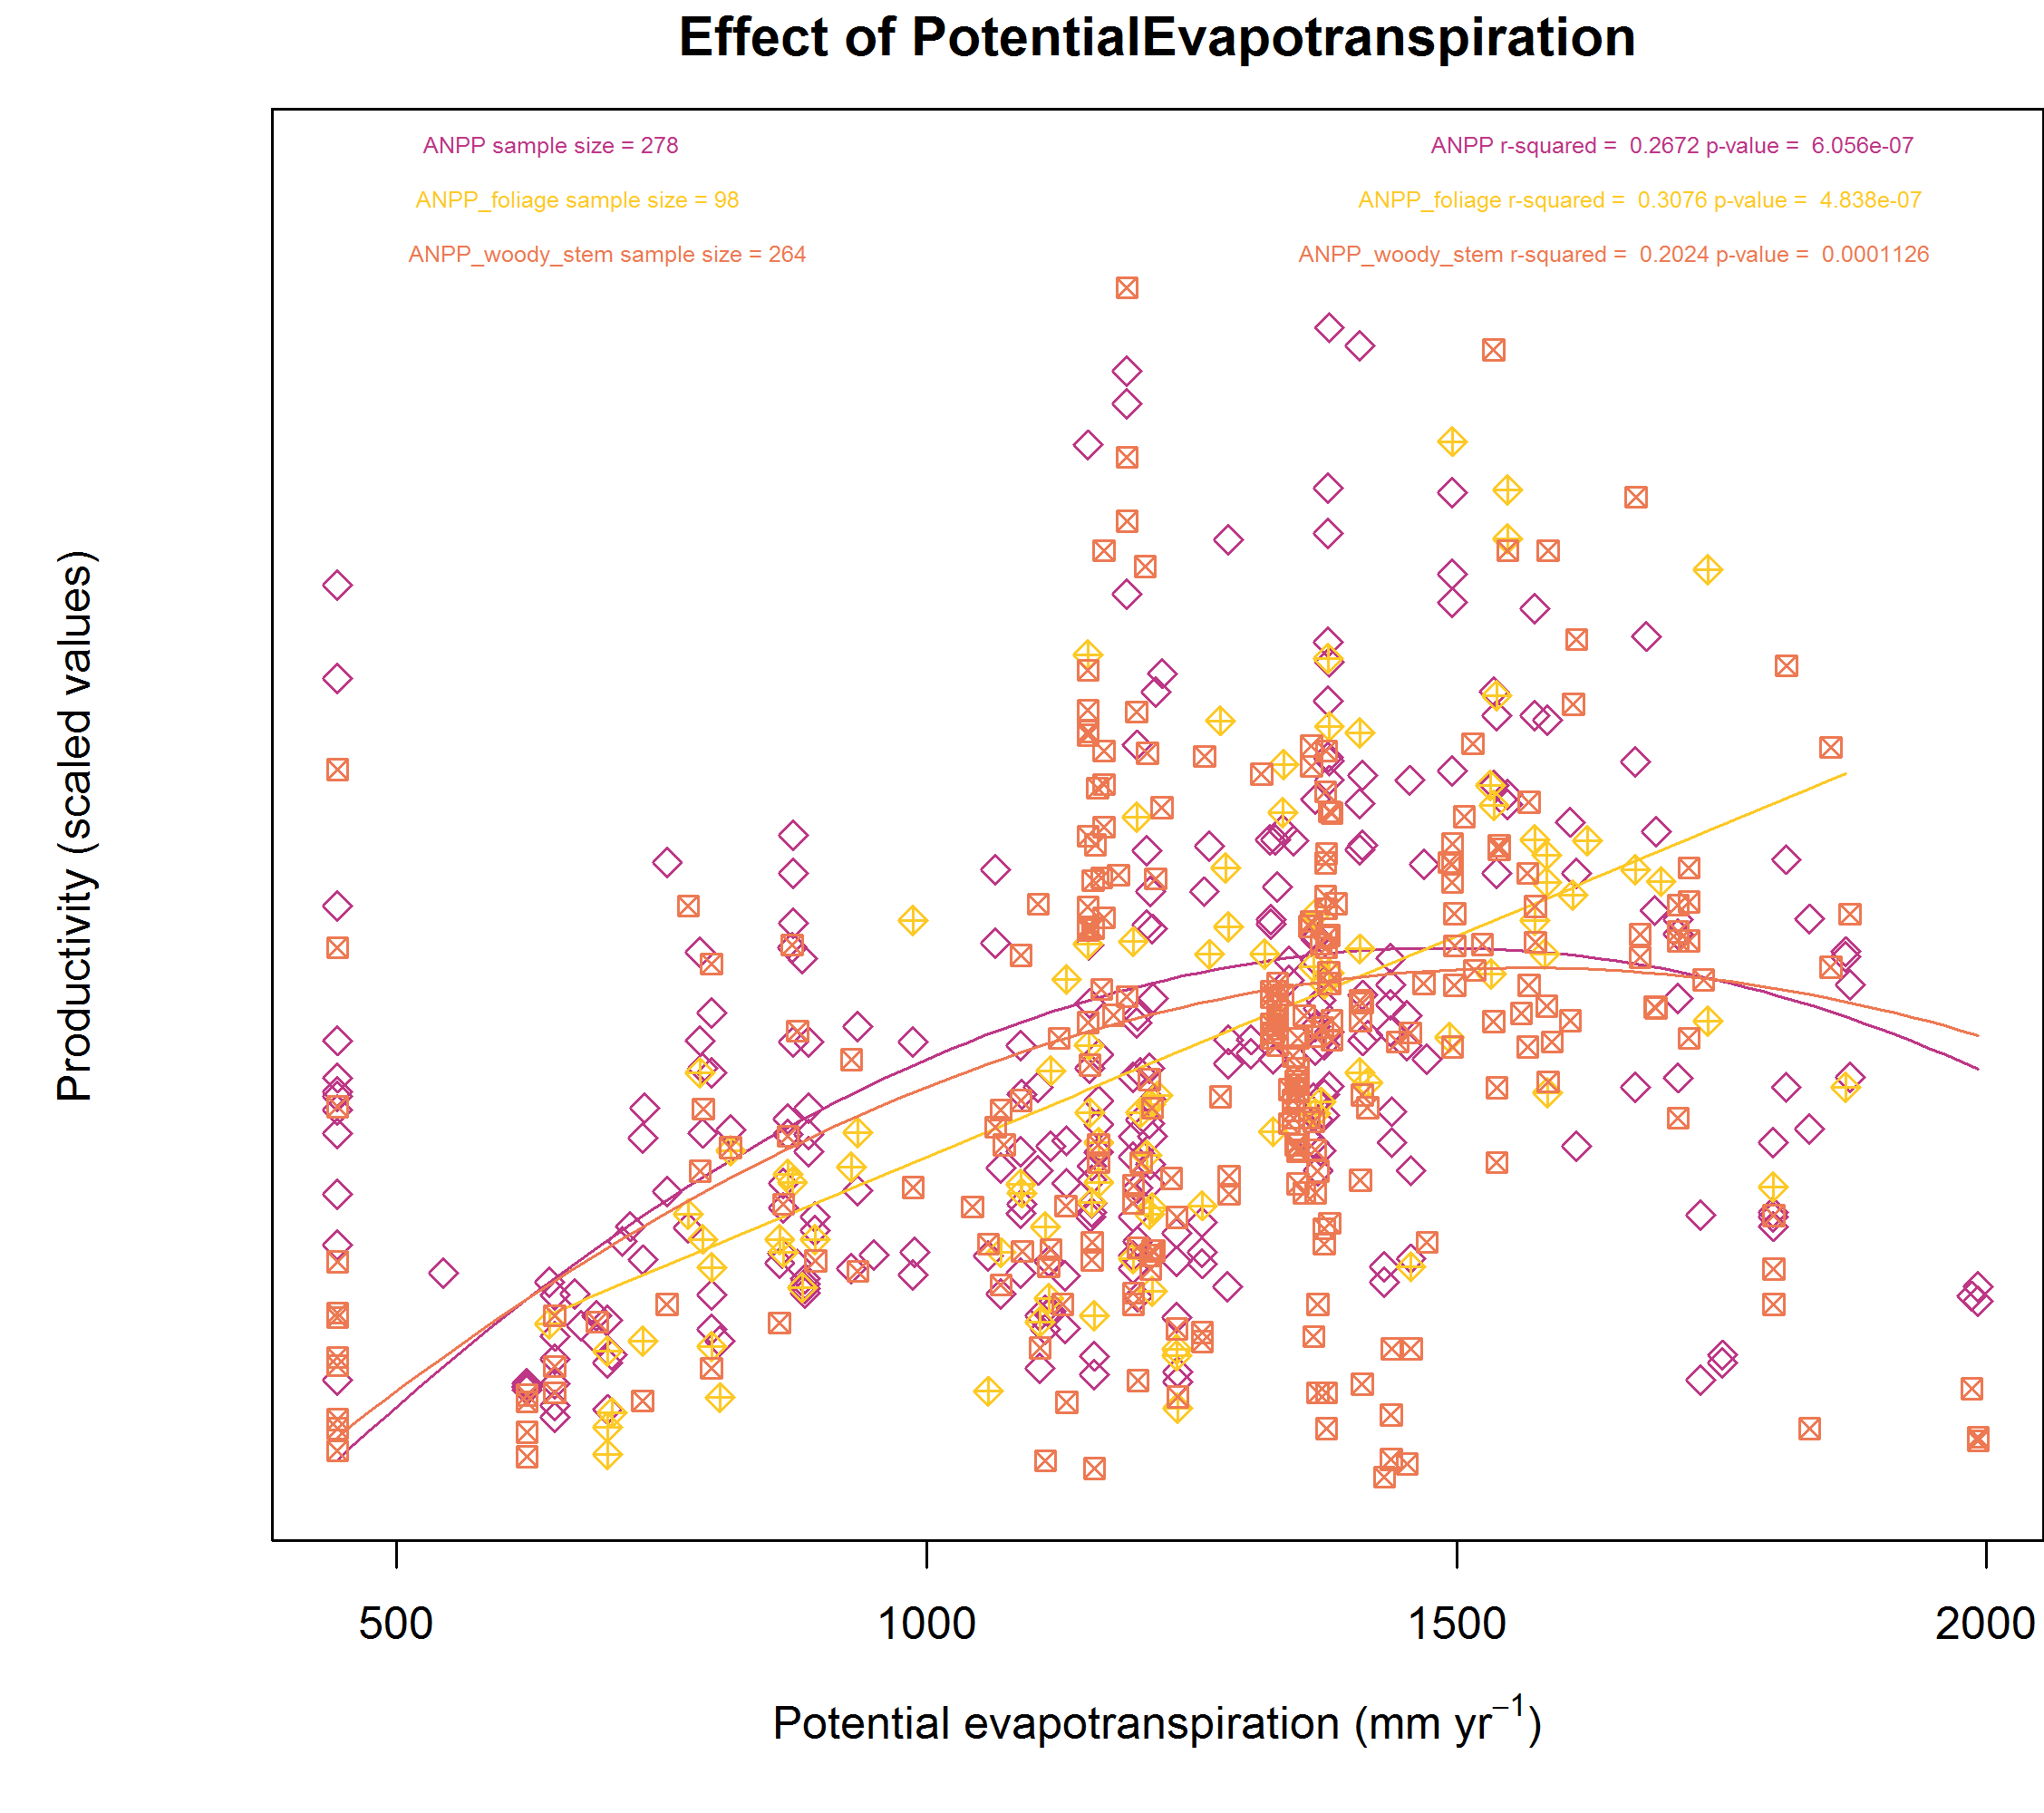 Effect of PotentialEvapotranspiration
ANPP sample size = 278
ANPP r-squared = 0.2672 p-value = 6.056e-07
ANPP_foliage sample size = 98
ANPP_foliage r-squared = 0.3076 p-value = 4.838e-07
ANPP_woody_stem sample size = 264
ANPP_woody_stem r-squared = 0.2024 p-value = 0.0001126
Productivity (scaled values)
500 1000 1500 2000
Potential evapotranspiration (mm yr⁻¹)